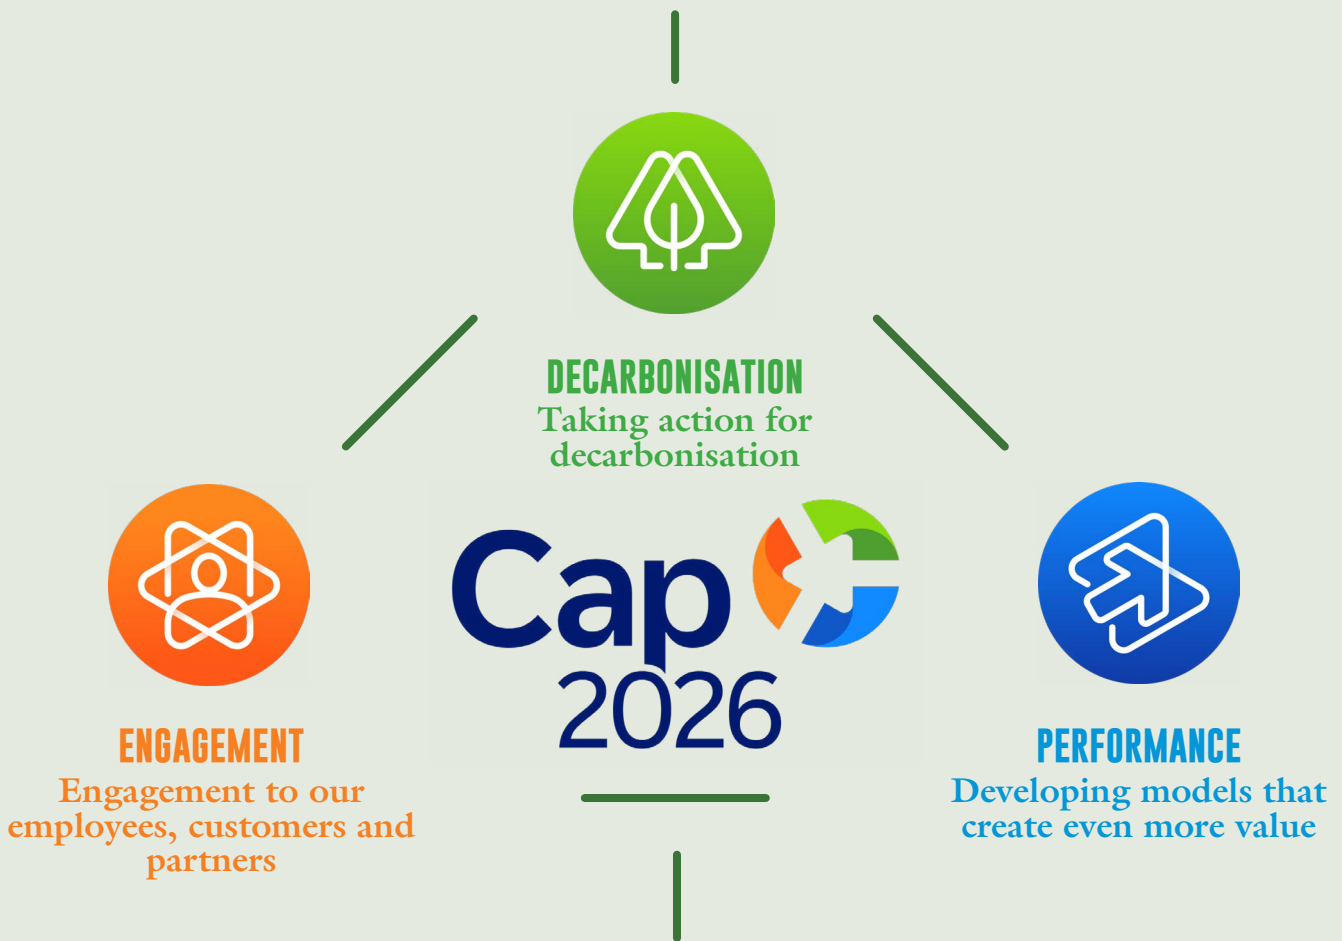 DECARBONISATION
Taking action for
decarbonisation
Cap
2026
ENGAGEMENT
Engagement to our
employees, customers and
partners
PERFORMANCE
Developing models that
create even more value